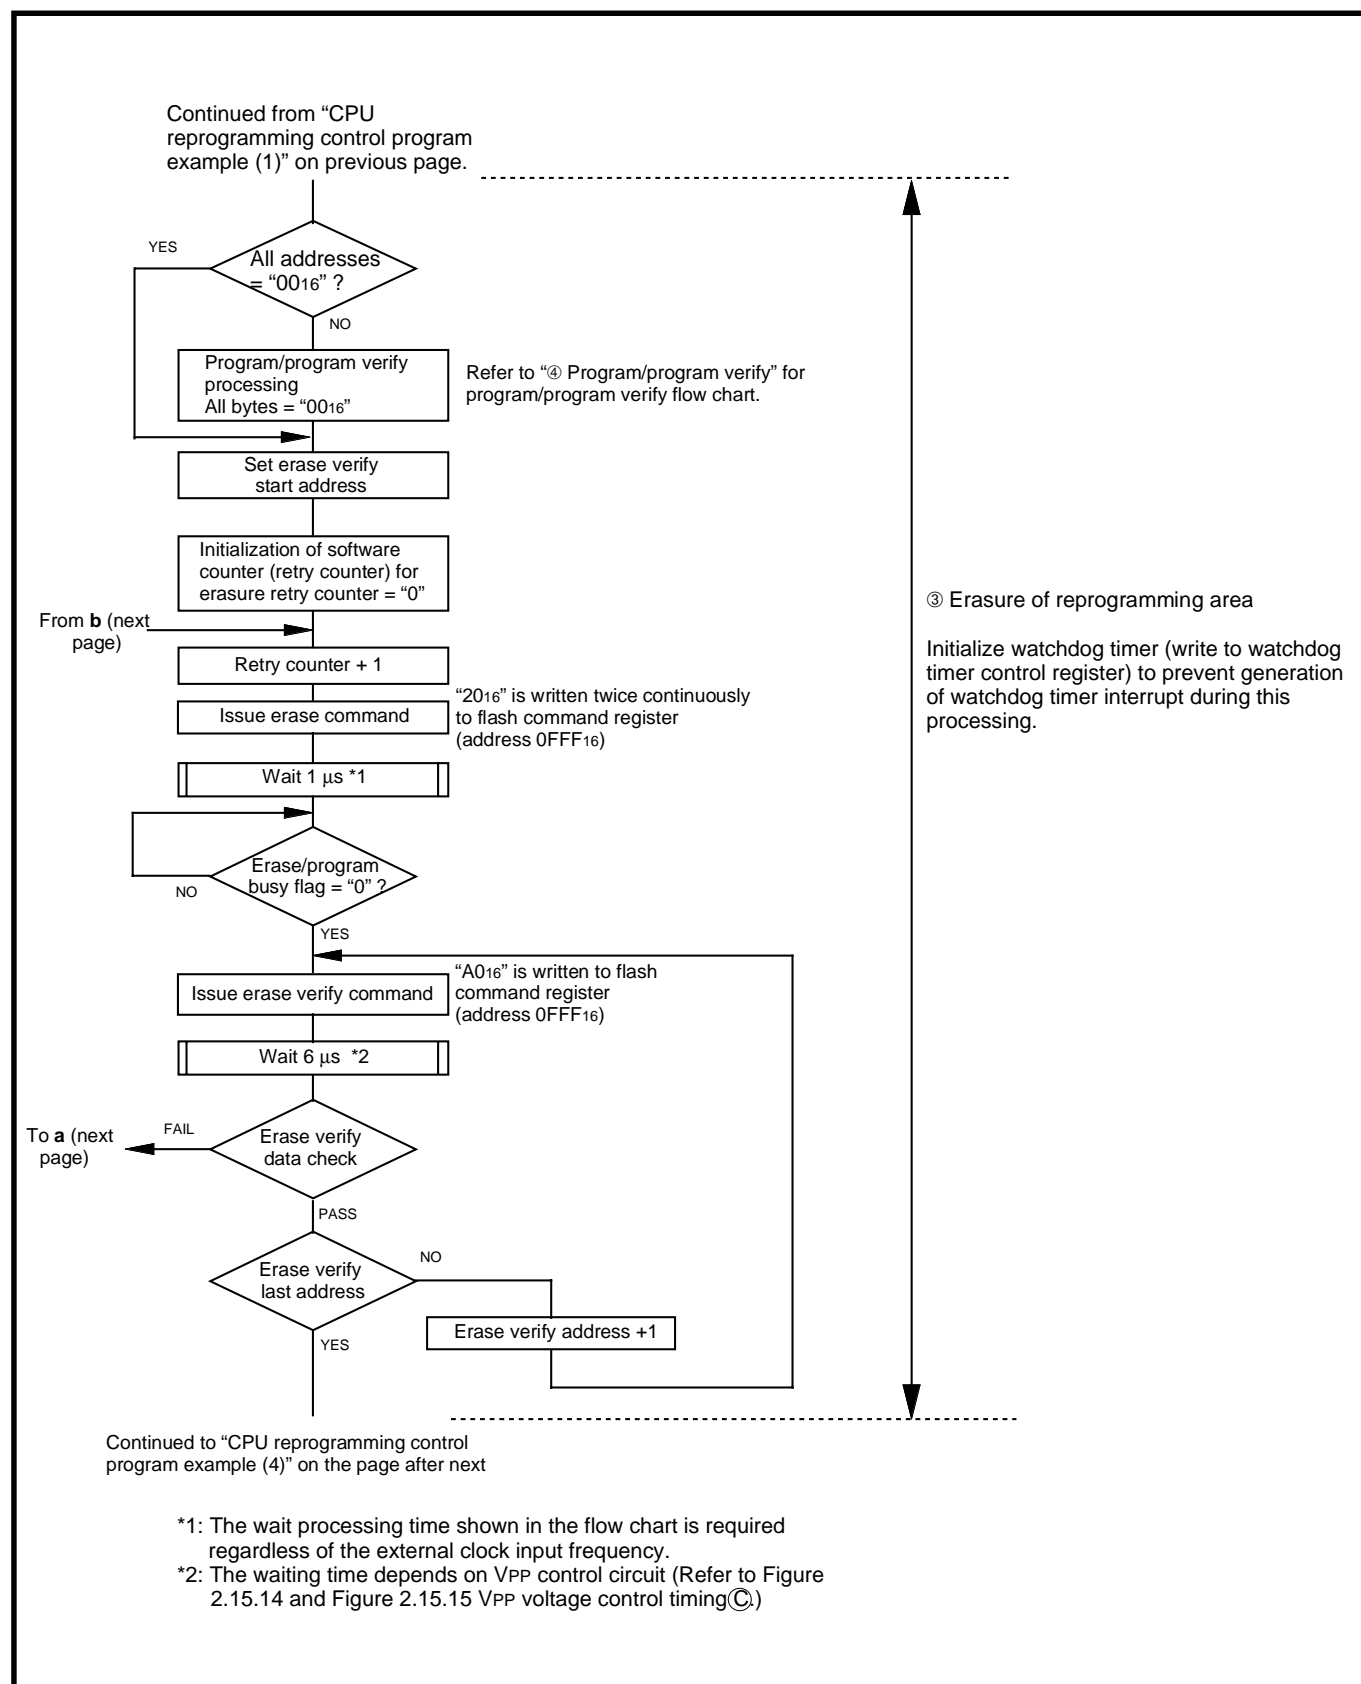 Continued from “CPU
reprogramming control program
example (1)” on previous page.
YES
All addresses
= “0016” ?
NO
Program/program verify
processing
All bytes = “0016”
Refer to “④ Program/program verify” for
program/program verify flow chart.
Set erase verify
start address
Initialization of software
counter (retry counter) for
erasure retry counter = “0”
From b (next
page)
Retry counter + 1
Issue erase command
“2016” is written twice continuously
to flash command register
(address 0FFF16)
Wait 1 μs *1
Erase/program
busy flag = “0” ?
NO
YES
Issue erase verify command
“A016” is written to flash
command register
(address 0FFF16)
Wait 6 μs *2
To a (next
page)
FAIL
Erase verify
data check
PASS
Erase verify
last address
NO
Erase verify address +1
YES
③ Erasure of reprogramming area
Initialize watchdog timer (write to watchdog
timer control register) to prevent generation
of watchdog timer interrupt during this
processing.
Continued to “CPU reprogramming control
program example (4)” on the page after next
*1: The wait processing time shown in the flow chart is required
regardless of the external clock input frequency.
*2: The waiting time depends on VPP control circuit (Refer to Figure
2.15.14 and Figure 2.15.15 VPP voltage control timingⒸ.)